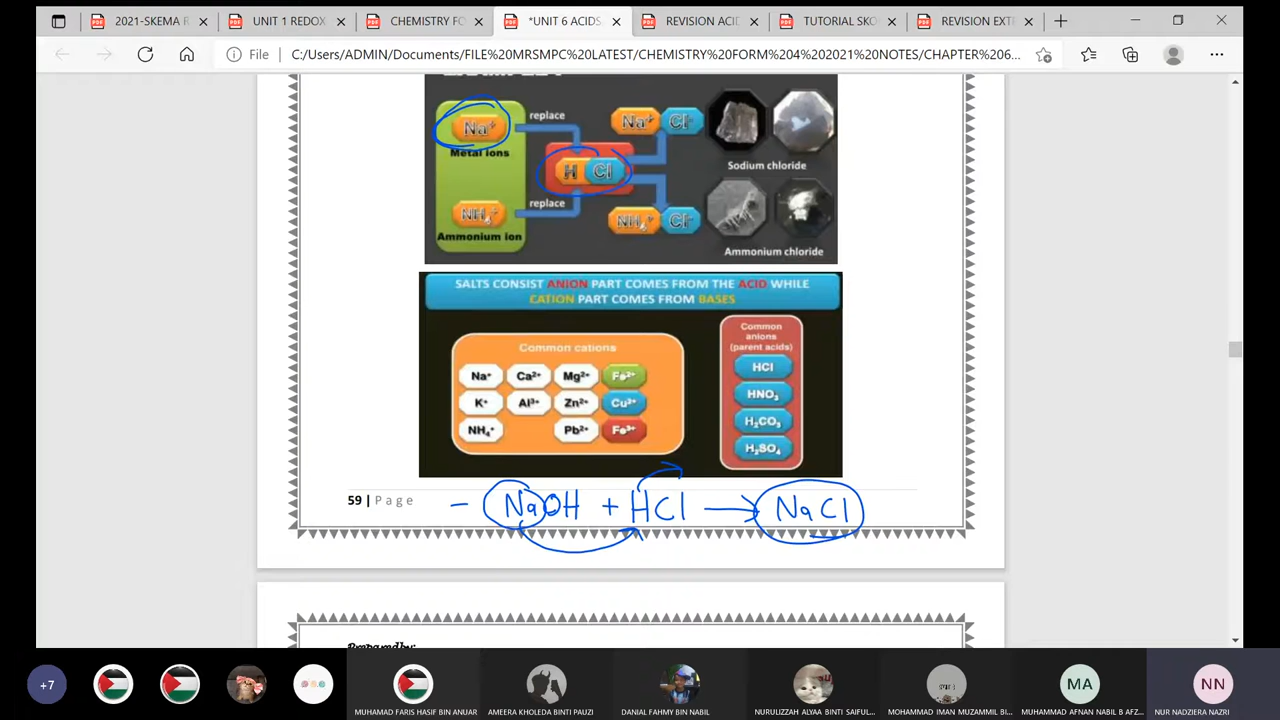 2021-SKEMA R
UNIT 1 REDOX
CHEMISTRY FO
*UNIT 6 ACIDS
REVISION ACID
TUTORIAL SKO
REVISION EXT
File
C:/Users/ADMIN/Documents/FILE%20MRSMPC%20LATEST/CHEMISTRY%20FORM%204%202021%20NOTES/CHAPTER%206...
Na⁺
Metal ions
replace
H Cl
Na⁺ Cl⁻
Sodium chloride
NH₄⁺
Ammonium ion
replace
NH₄⁺ Cl⁻
Ammonium chloride
SALTS CONSIST ANION PART COMES FROM THE ACID WHILE
CATION PART COMES FROM BASES
Common cations
Na⁺ Ca²⁺ Mg²⁺ Fe²⁺
K⁺ Al³⁺ Zn²⁺ Cu²⁺
NH₄⁺ Pb²⁺ Fe³⁺
Common
anions
(parent acids)
HCl
HNO₃
H₂CO₃
H₂SO₄
59 | Page
- NaOH + HCl → NaCl
Prepared by:
+7
MUHAMAD FARIS HASIF BIN ANUAR
AMEERA KHOLEDA BINTI PAUZI
DANIAL FAHMY BIN NABIL
NURULIZZAH ALYAA BINTI SAIFUL...
MOHAMMAD IMAN MUZAMMIL BI...
MA
MUHAMMAD AFNAN NABIL B AFZ...
NN
NUR NADZIERA NAZRI